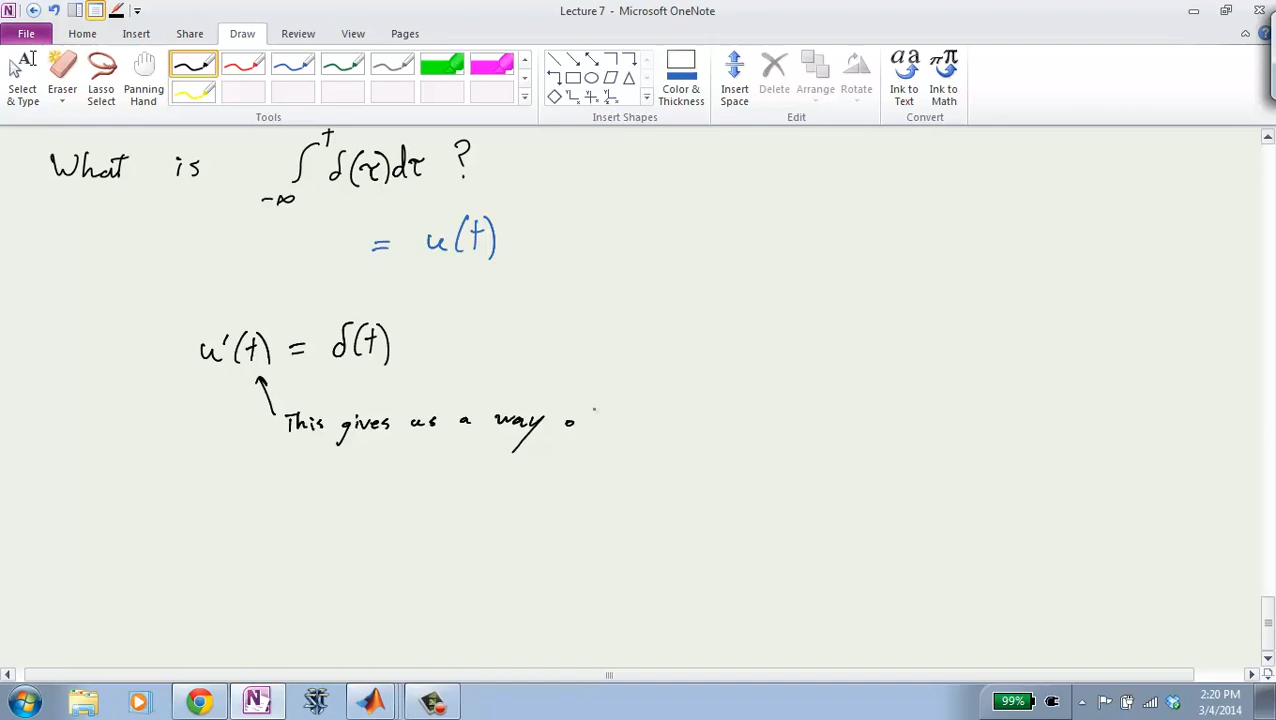 Lecture 7 - Microsoft OneNote
File Home Insert Share Draw Review View Pages
Select & Type
Eraser
Lasso Select
Panning Hand
Color & Thickness
Insert Space
Delete
Arrange
Rotate
Ink to Text
Ink to Math
Tools
Insert Shapes
Edit
Convert
What is ∫_{-∞}^{t} δ(τ)dτ ?
= u(t)
u'(t) = δ(t)
This gives us a way o
99%
2:20 PM
3/4/2014